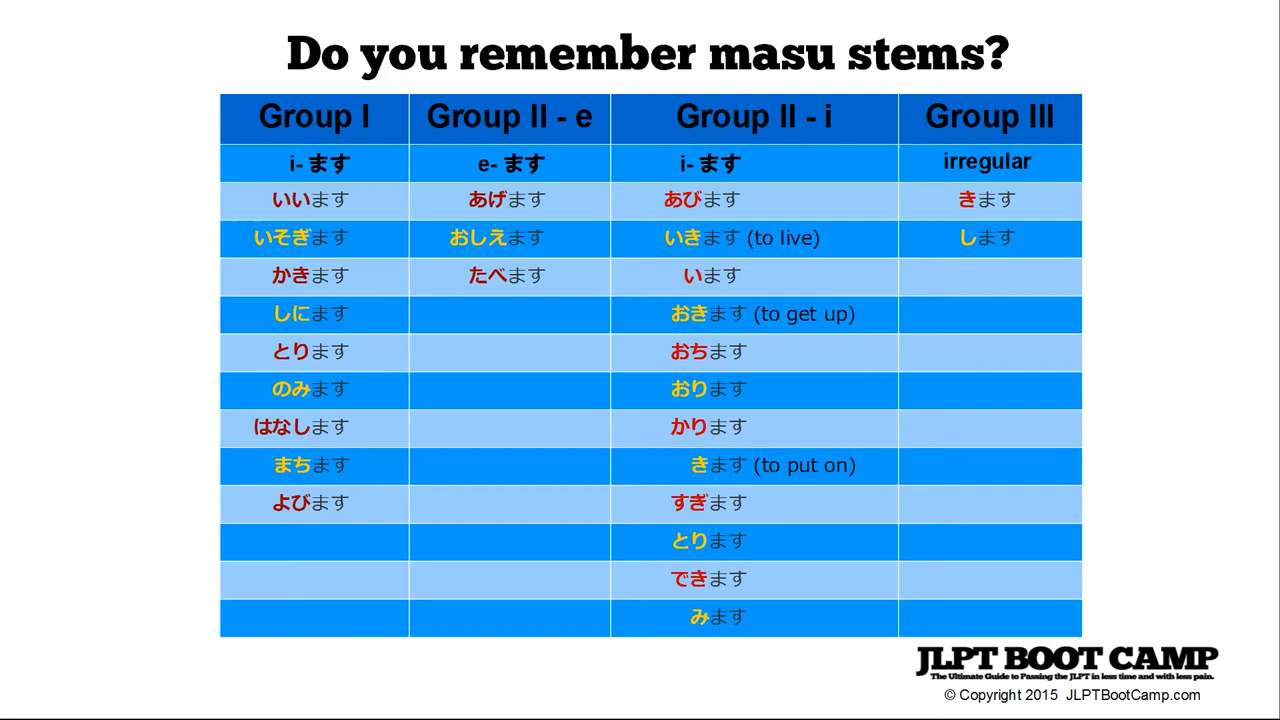 Do you remember masu stems?
Group I Group II - e Group II - i Group III
i- ます e- ます i- ます irregular
いいます あげます あびます きます
いそぎます おしえます いきます (to live) します
かきます たべます います
しにます おきます (to get up)
とります おちます
のみます おります
はなします かります
まちます きます (to put on)
よびます すぎます
とります
できます
みます
JLPT BOOT CAMP
The Ultimate Guide to Passing the JLPT in less time and with less pain.
© Copyright 2015 JLPTBootCamp.com